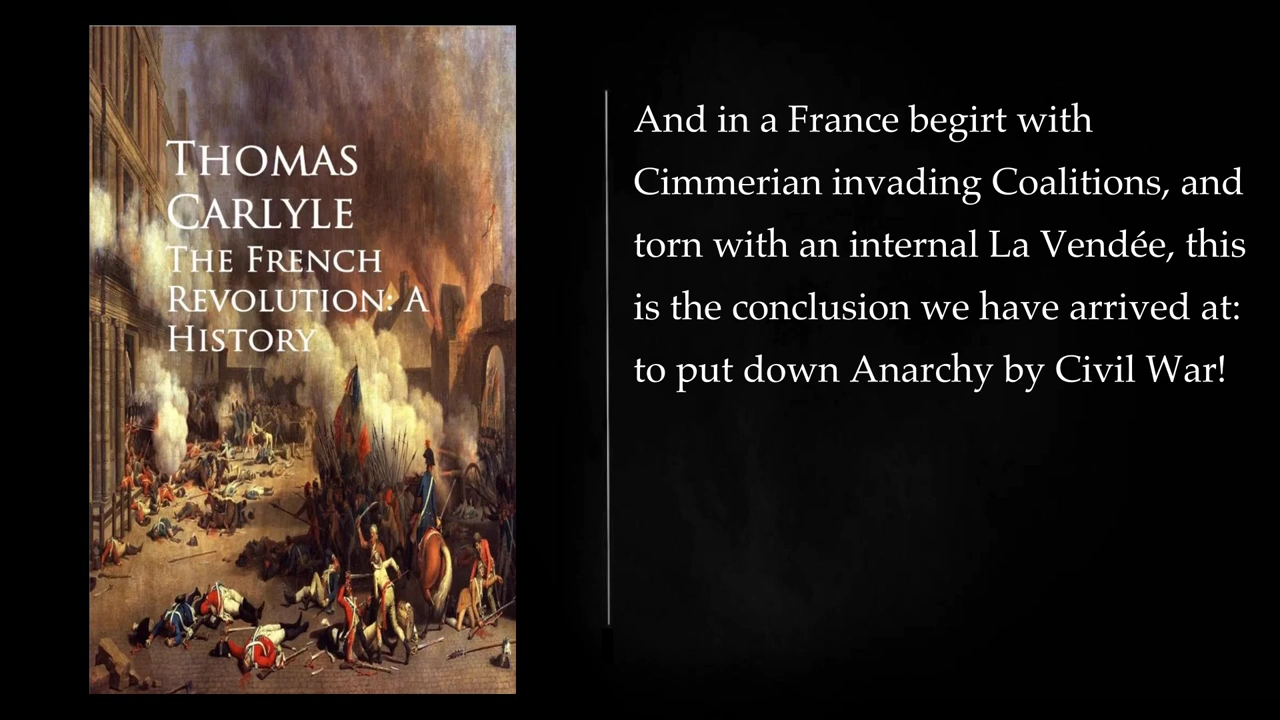 THOMAS
CARLYLE
THE FRENCH
REVOLUTION: A
HISTORY
And in a France begirt with
Cimmerian invading Coalitions, and
torn with an internal La Vendée, this
is the conclusion we have arrived at:
to put down Anarchy by Civil War!